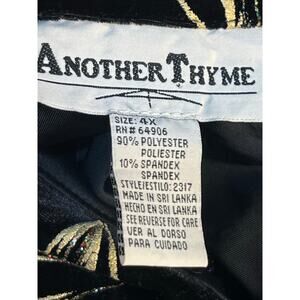 ANOTHER THYME
SIZE: 4X
RN# 64906
90% POLYESTER
POLIESTER
10% SPANDEX
SPANDEX
STYLE/ESTILO: 2317
MADE IN SRI LANKA
HECHO EN SRI LANKA
SEE REVERSE FOR CARE
VER AL DORSO
PARA CUIDADO